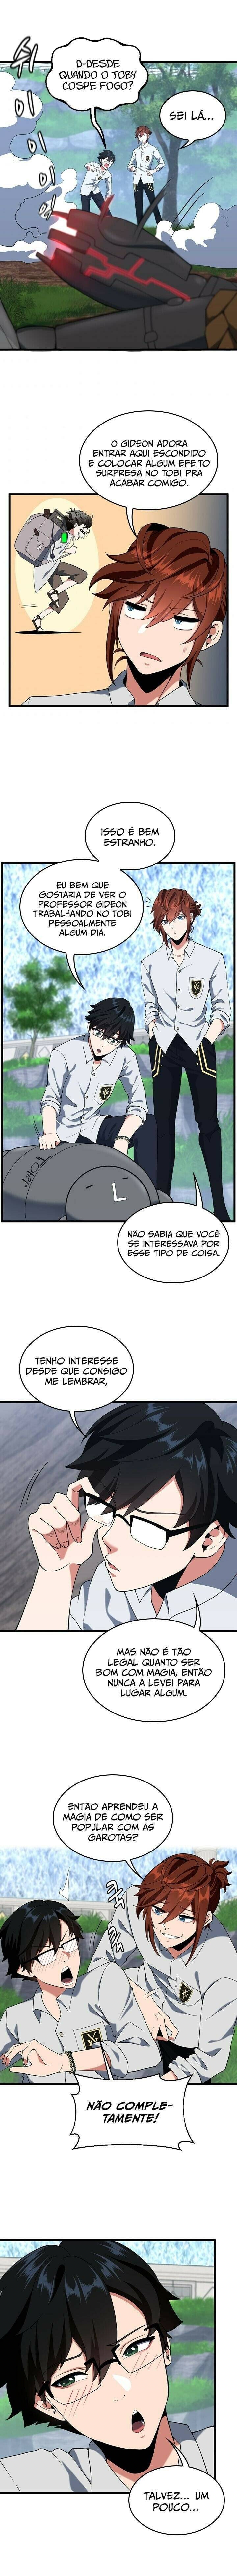 D-DESDE
QUANDO O TOBY
COSPE FOGO?
SEI LÁ...
O GIDEON ADORA
ENTRAR AQUI ESCONDIDO
E COLOCAR ALGUM EFEITO
SURPRESA NO TOBI PRA
ACABAR COMIGO.
ISSO É BEM
ESTRANHO.
EU BEM QUE
GOSTARIA DE VER O
PROFESSOR GIDEON
TRABALHANDO NO TOBI
PESSOALMENTE
ALGUM DIA.
L
NÃO SABIA QUE VOCÊ
SE INTERESSAVA POR
ESSE TIPO DE COISA.
TENHO INTERESSE
DESDE QUE CONSIGO
ME LEMBRAR,
MAS NÃO É TÃO
LEGAL QUANTO SER
BOM COM MAGIA, ENTÃO
NUNCA A LEVEI PARA
LUGAR ALGUM.
ENTÃO APRENDEU A
MAGIA DE COMO SER
POPULAR COM AS
GAROTAS?
NÃO COMPLE-
TAMENTE!
TALVEZ... UM
POUCO...